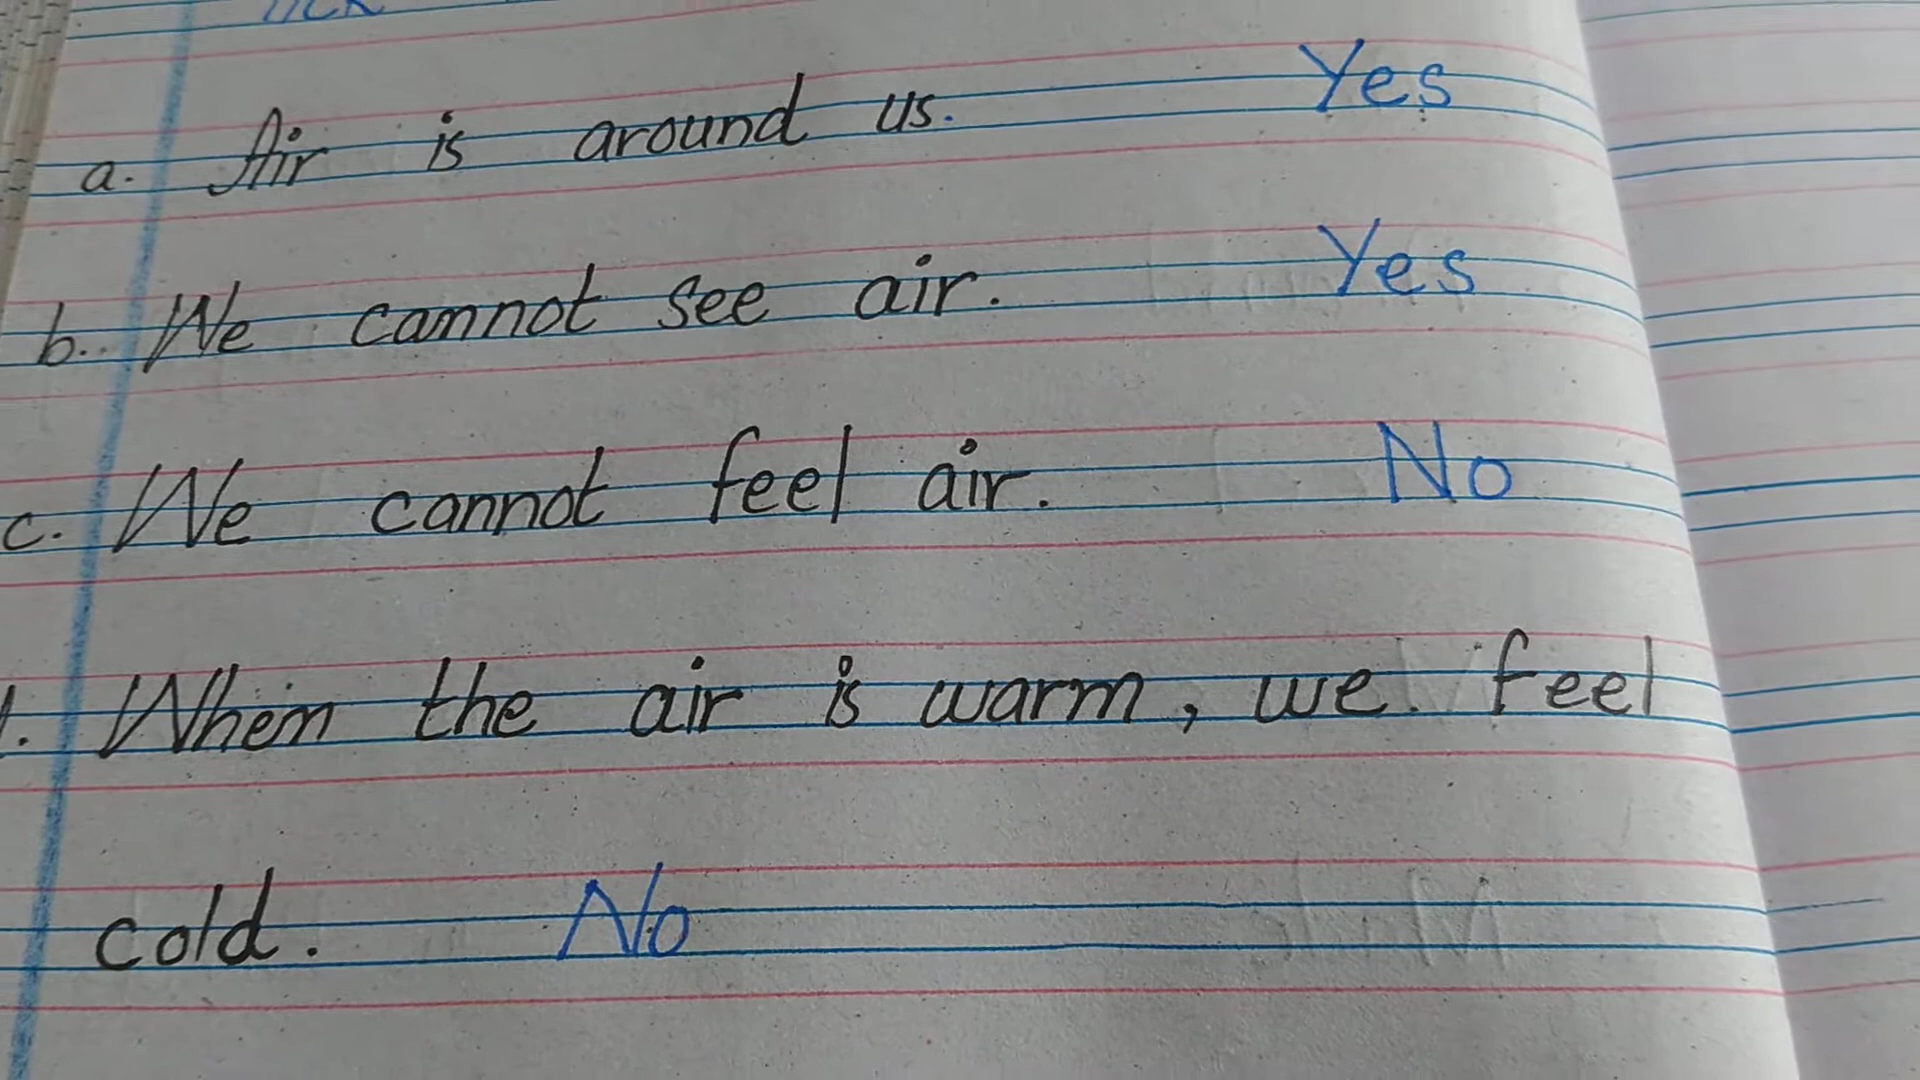 a. Air is around us. Yes
b. We cannot see air. Yes
c. We cannot feel air. No
. When the air is warm, we feel
cold. No